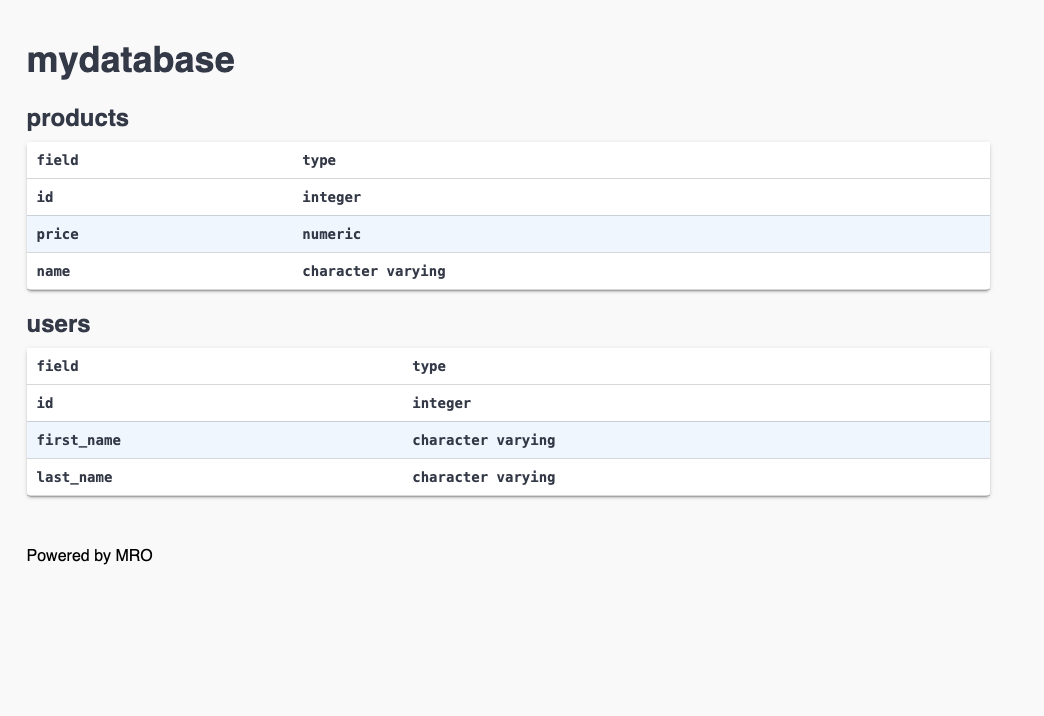 mydatabase
products
field type
id integer
price numeric
name character varying
users
field type
id integer
first_name character varying
last_name character varying
Powered by MRO